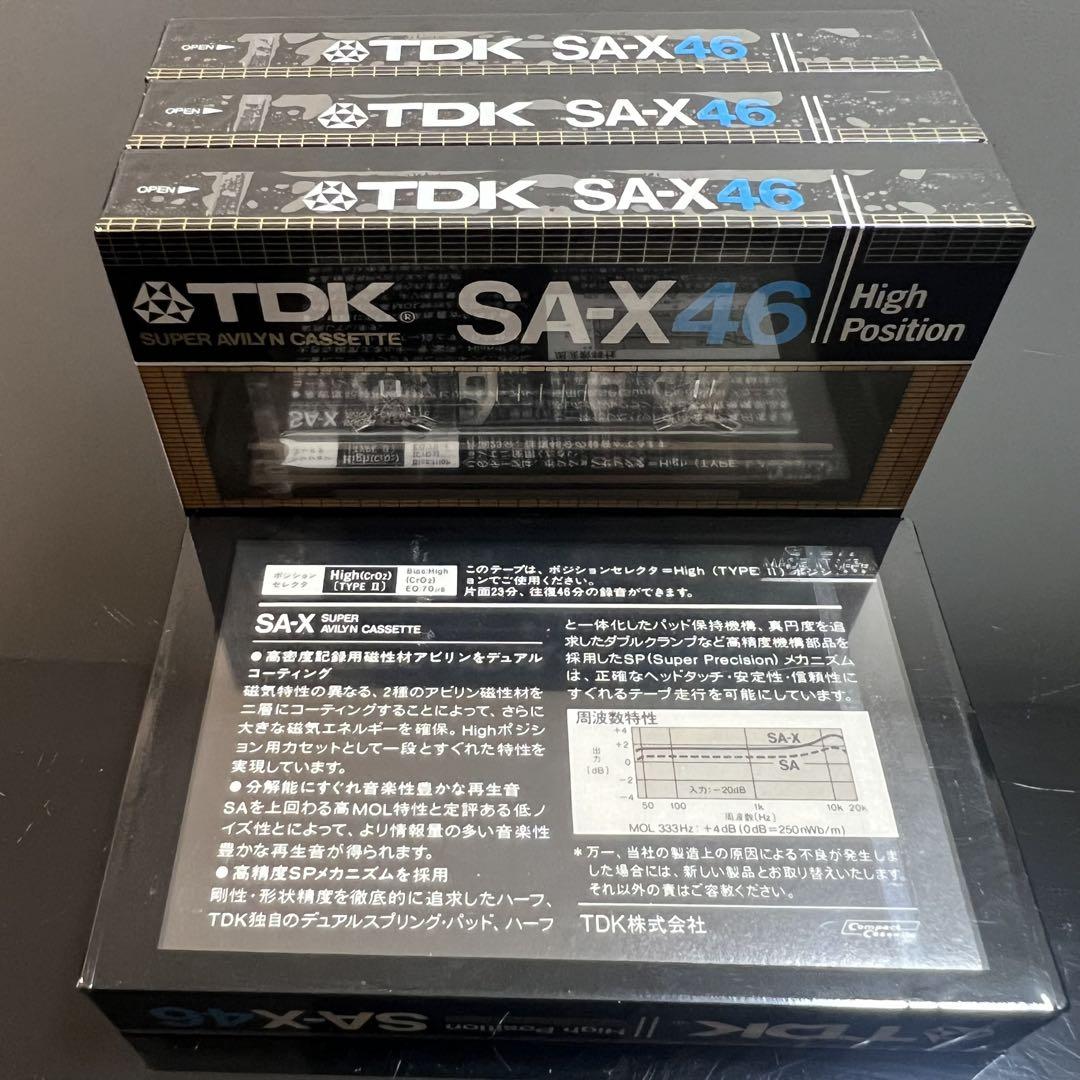 OPEN TDK SA-X46
OPEN TDK SA-X46
OPEN TDK SA-X46
TDK® SA-X46 High Position
SUPER AVILYN CASSETTE
ポジションセレクタ High(CrO₂) [TYPE II] Bias:High (CrO₂) EQ:70μs
このテープは、ポジションセレクタ=High (TYPE II) ポジシ
ョンでご使用ください。
片面23分、往復46分の録音ができます。
SA-X SUPER AVILYN CASSETTE
●高密度記録用磁性材アビリンをデュアル
コーティング
磁気特性の異なる、2種のアビリン磁性材を
二層にコーティングすることによって、さらに
大きな磁気エネルギーを確保。Highポジシ
ョン用カセットとして一段とすぐれた特性を
実現しています。
●分解能にすぐれ音楽性豊かな再生音
SAを上回わる高MOL特性と定評ある低ノ
イズ性とによって、より情報量の多い音楽性
豊かな再生音が得られます。
●高精度SPメカニズムを採用
剛性・形状精度を徹底的に追求したハーフ、
TDK独自のデュアルスプリング・パッド、ハーフ
と一体化したパッド保持機構、真円度を追
求したダブルクランプなど高精度機構部品を
採用したSP(Super Precision)メカニズム
は、正確なヘッドタッチ・安定性・信頼性に
すぐれるテープ走行を可能にしています。
周波数特性
出力(dB)
+4
+2
0
-2
-4
SA-X
SA
入力:-20dB
50 100 1k 10k 20k
周波数(Hz)
MOL 333Hz:+4dB(0dB=250nWb/m)
*万一、当社の製造上の原因による不良が発生しま
した場合には、新しい製品とお取り替えいたします。
それ以外の責はご容赦ください。
TDK株式会社
Compact Cassette
TDK SA-X46 High Position